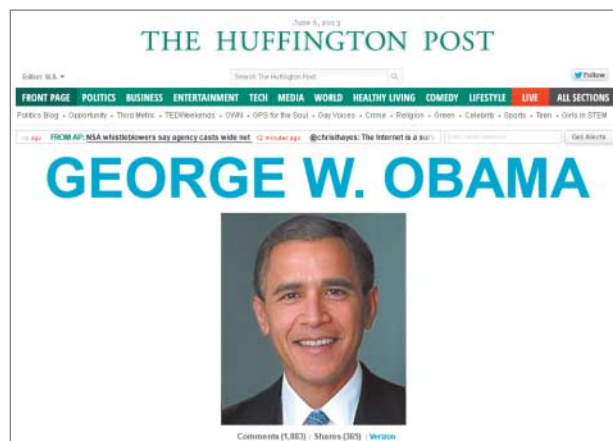 June 6, 2013
THE HUFFINGTON POST
Edition: U.S.
Search The Huffington Post
Follow
FRONT PAGE POLITICS BUSINESS ENTERTAINMENT TECH MEDIA WORLD HEALTHY LIVING COMEDY LIFESTYLE LIVE ALL SECTIONS
Politics Blog • Opportunity • Third Metric • TEDWeekends • OWN • GPS for the Soul • Gay Voices • Crime • Religion • Green • Celebrity • Sports • Teen • Girls in STEM
ago FROM AP: NSA whistleblowers say agency casts wide net 12 minutes ago @chrislhayes: The Internet is a sur Get Alerts
GEORGE W. OBAMA
Comments (1,883) | Shares (365) | Verizon